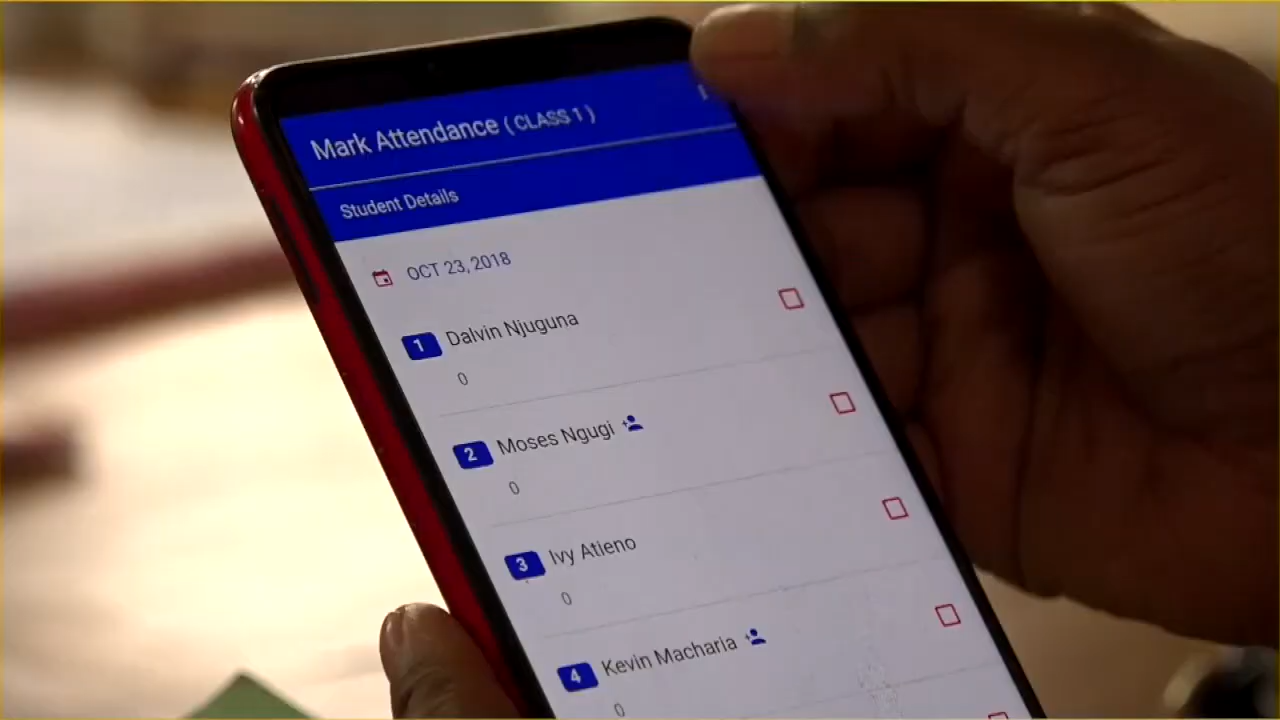 Mark Attendance ( CLASS 1 )
Student Details
OCT 23, 2018
1 Dalvin Njuguna
0
2 Moses Ngugi
0
3 Ivy Atieno
0
4 Kevin Macharia
0